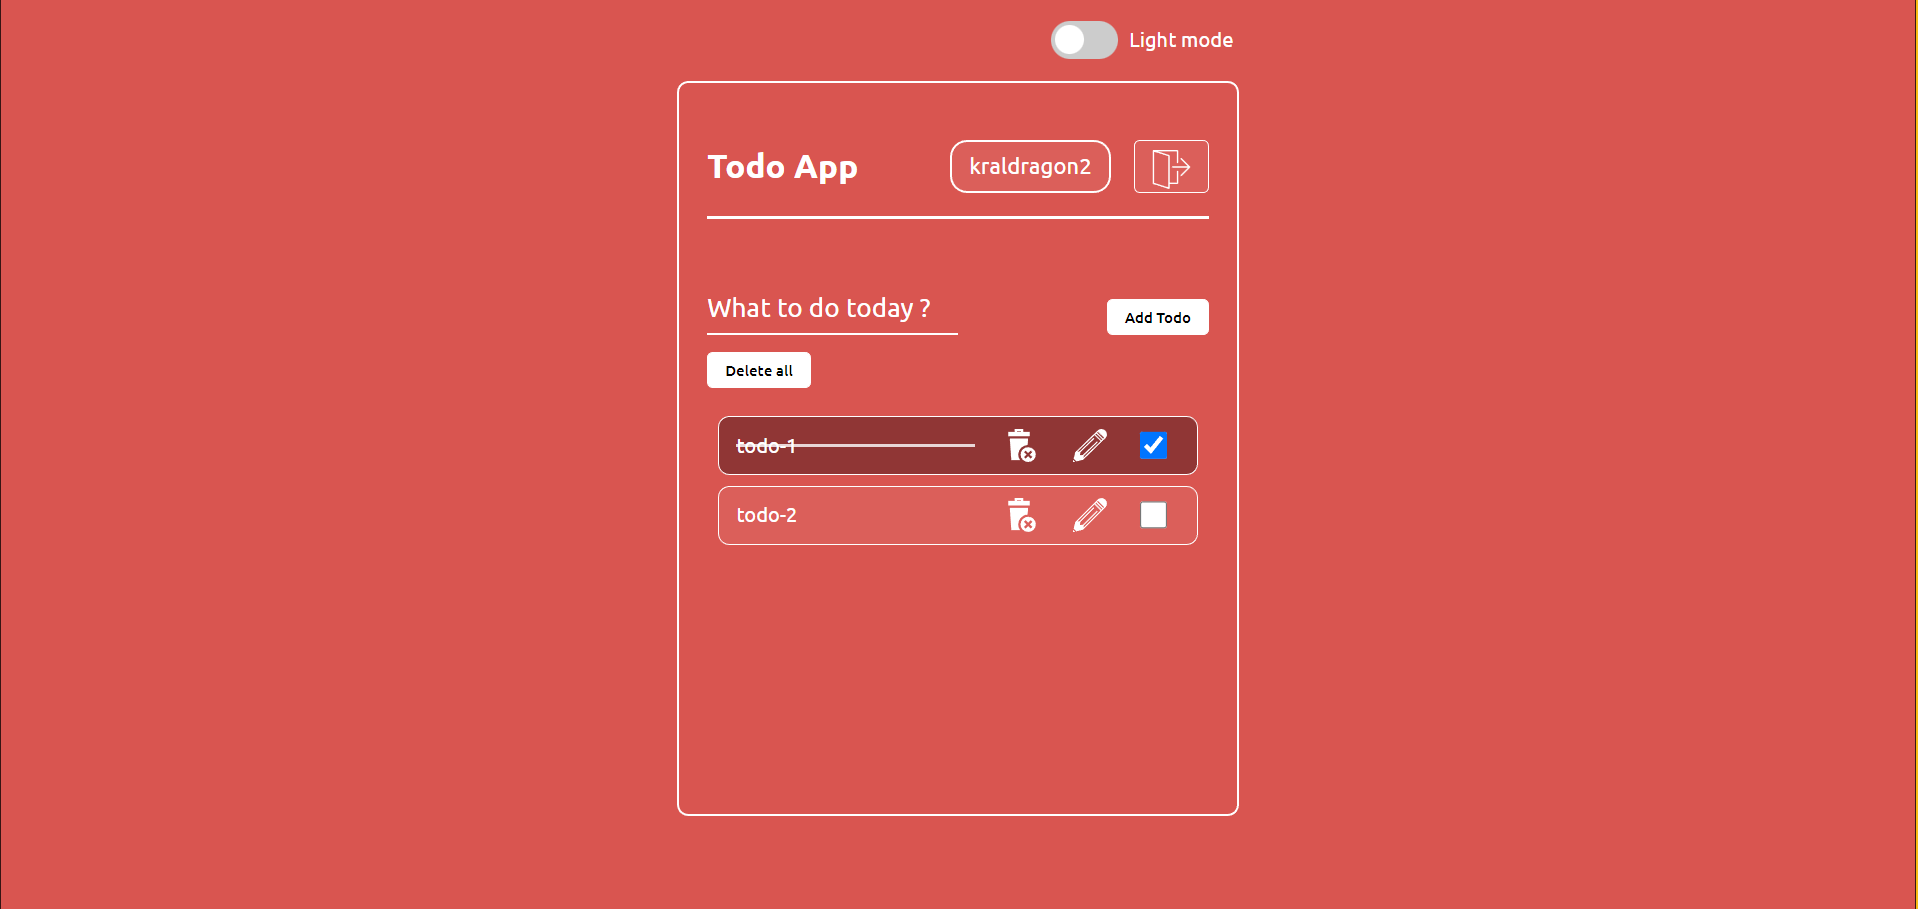 Light mode
Todo App
kraldragon2
What to do today ?
Add Todo
Delete all
todo-1
todo-2